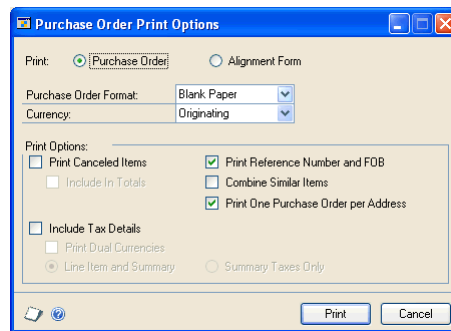 Purchase Order Print Options
Print: Purchase Order Alignment Form
Purchase Order Format: Blank Paper
Currency: Originating
Print Options:
Print Canceled Items Print Reference Number and FOB
Include In Totals Combine Similar Items
Print One Purchase Order per Address
Include Tax Details
Print Dual Currencies
Line Item and Summary Summary Taxes Only
Print Cancel